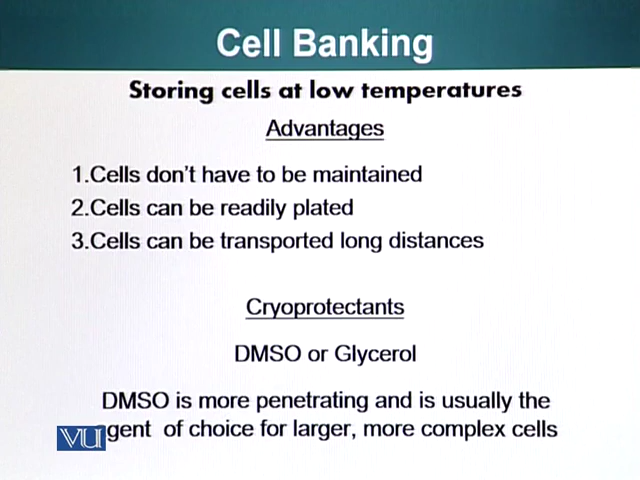 Cell Banking
Storing cells at low temperatures
Advantages
1.Cells don't have to be maintained
2.Cells can be readily plated
3.Cells can be transported long distances
Cryoprotectants
DMSO or Glycerol
DMSO is more penetrating and is usually the
VU gent of choice for larger, more complex cells